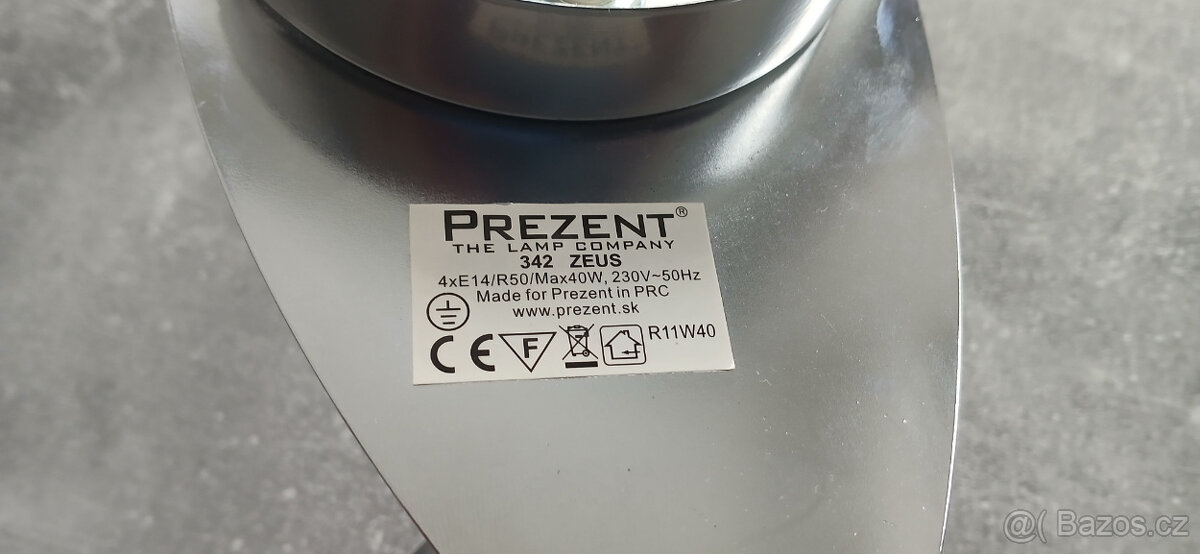 PREZENT®
THE LAMP COMPANY
342 ZEUS
4xE14/R50/Max40W, 230V~50Hz
Made for Prezent in PRC
www.prezent.sk
CE F R11W40
@( Bazos.cz